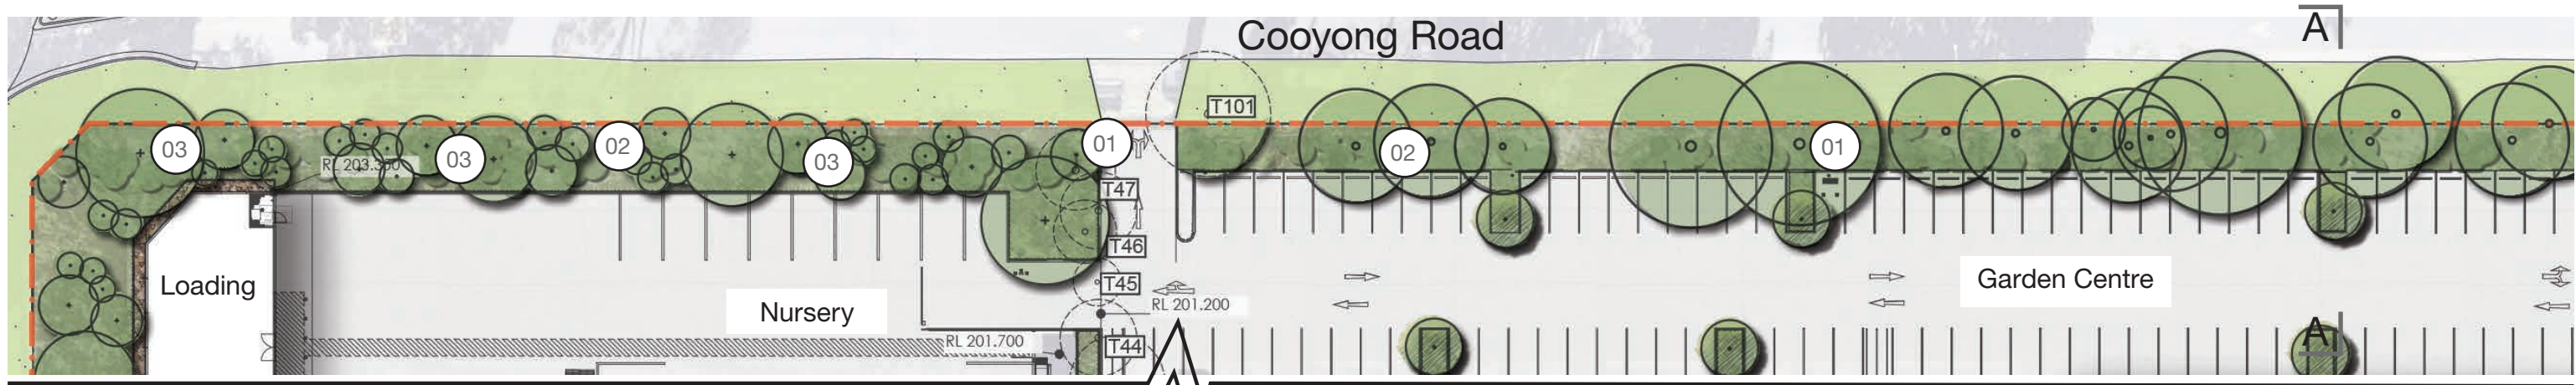 Cooyong Road
A
T101
01
03
03
02
03
02
01
RL 203.350
T47
T46
T45
Loading
Garden Centre
Nursery
RL 201.200
RL 201.700
T44
A